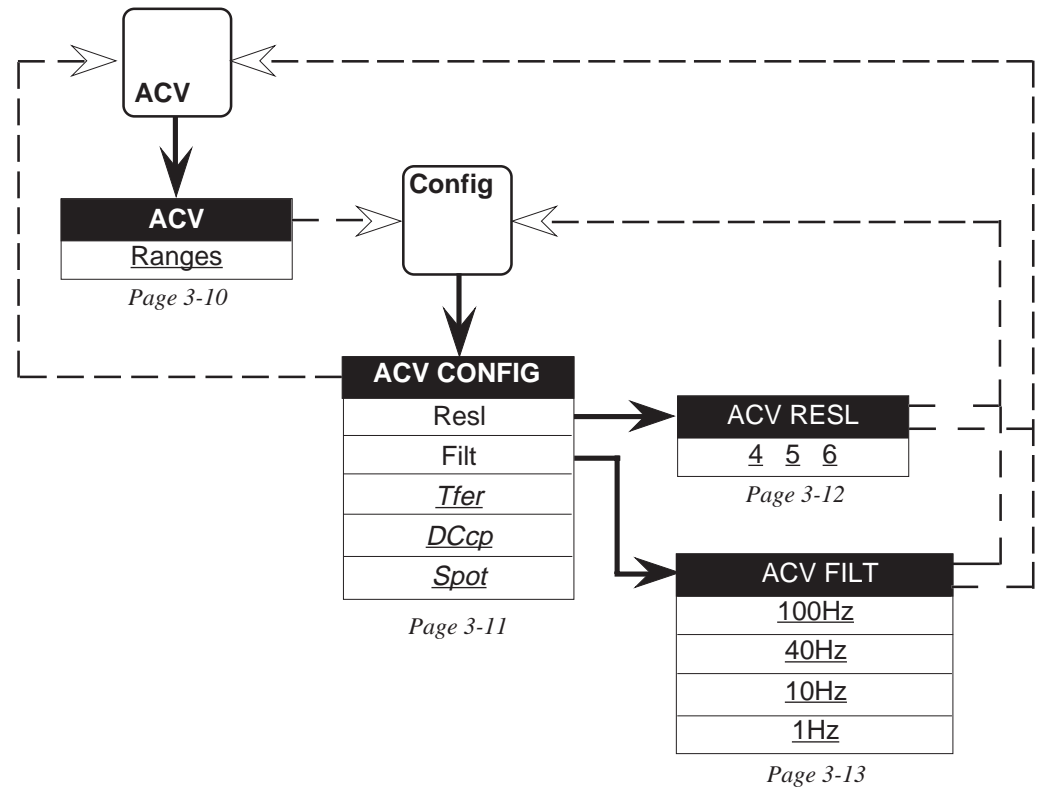 ACV
Config
ACV
Ranges
Page 3-10
ACV CONFIG
Resl
Filt
Tfer
DCcp
Spot
Page 3-11
ACV RESL
4 5 6
Page 3-12
ACV FILT
100Hz
40Hz
10Hz
1Hz
Page 3-13